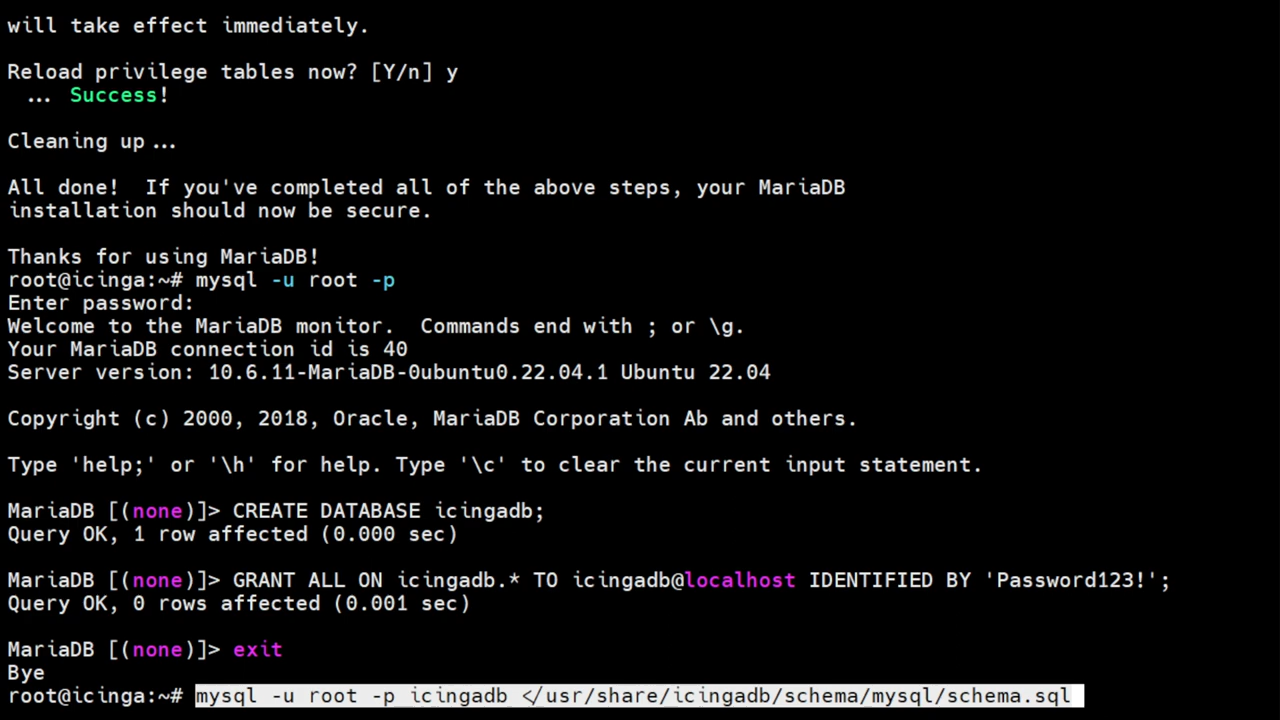 will take effect immediately.
Reload privilege tables now? [Y/n] y
... Success!
Cleaning up...
All done!  If you've completed all of the above steps, your MariaDB
installation should now be secure.
Thanks for using MariaDB!
root@icinga:~# mysql -u root -p
Enter password:
Welcome to the MariaDB monitor.  Commands end with ; or \g.
Your MariaDB connection id is 40
Server version: 10.6.11-MariaDB-0ubuntu0.22.04.1 Ubuntu 22.04
Copyright (c) 2000, 2018, Oracle, MariaDB Corporation Ab and others.
Type 'help;' or '\h' for help. Type '\c' to clear the current input statement.
MariaDB [(none)]> CREATE DATABASE icingadb;
Query OK, 1 row affected (0.000 sec)
MariaDB [(none)]> GRANT ALL ON icingadb.* TO icingadb@localhost IDENTIFIED BY 'Password123!';
Query OK, 0 rows affected (0.001 sec)
MariaDB [(none)]> exit
Bye
root@icinga:~# mysql -u root -p icingadb </usr/share/icingadb/schema/mysql/schema.sql